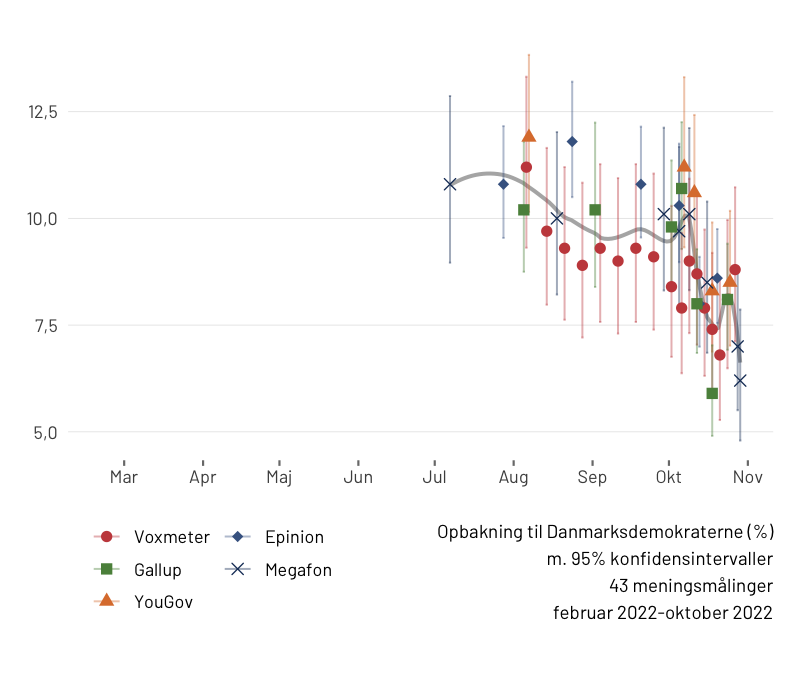 12,5
10,0
7,5
5,0
Mar Apr Maj Jun Jul Aug Sep Okt Nov
Voxmeter Epinion
Gallup Megafon
YouGov
Opbakning til Danmarksdemokraterne (%)
m. 95% konfidensintervaller
43 meningsmålinger
februar 2022-oktober 2022